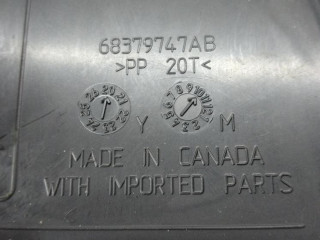 68379747AB
>PP 20T<
Y M
MADE IN CANADA
WITH IMPORTED PARTS